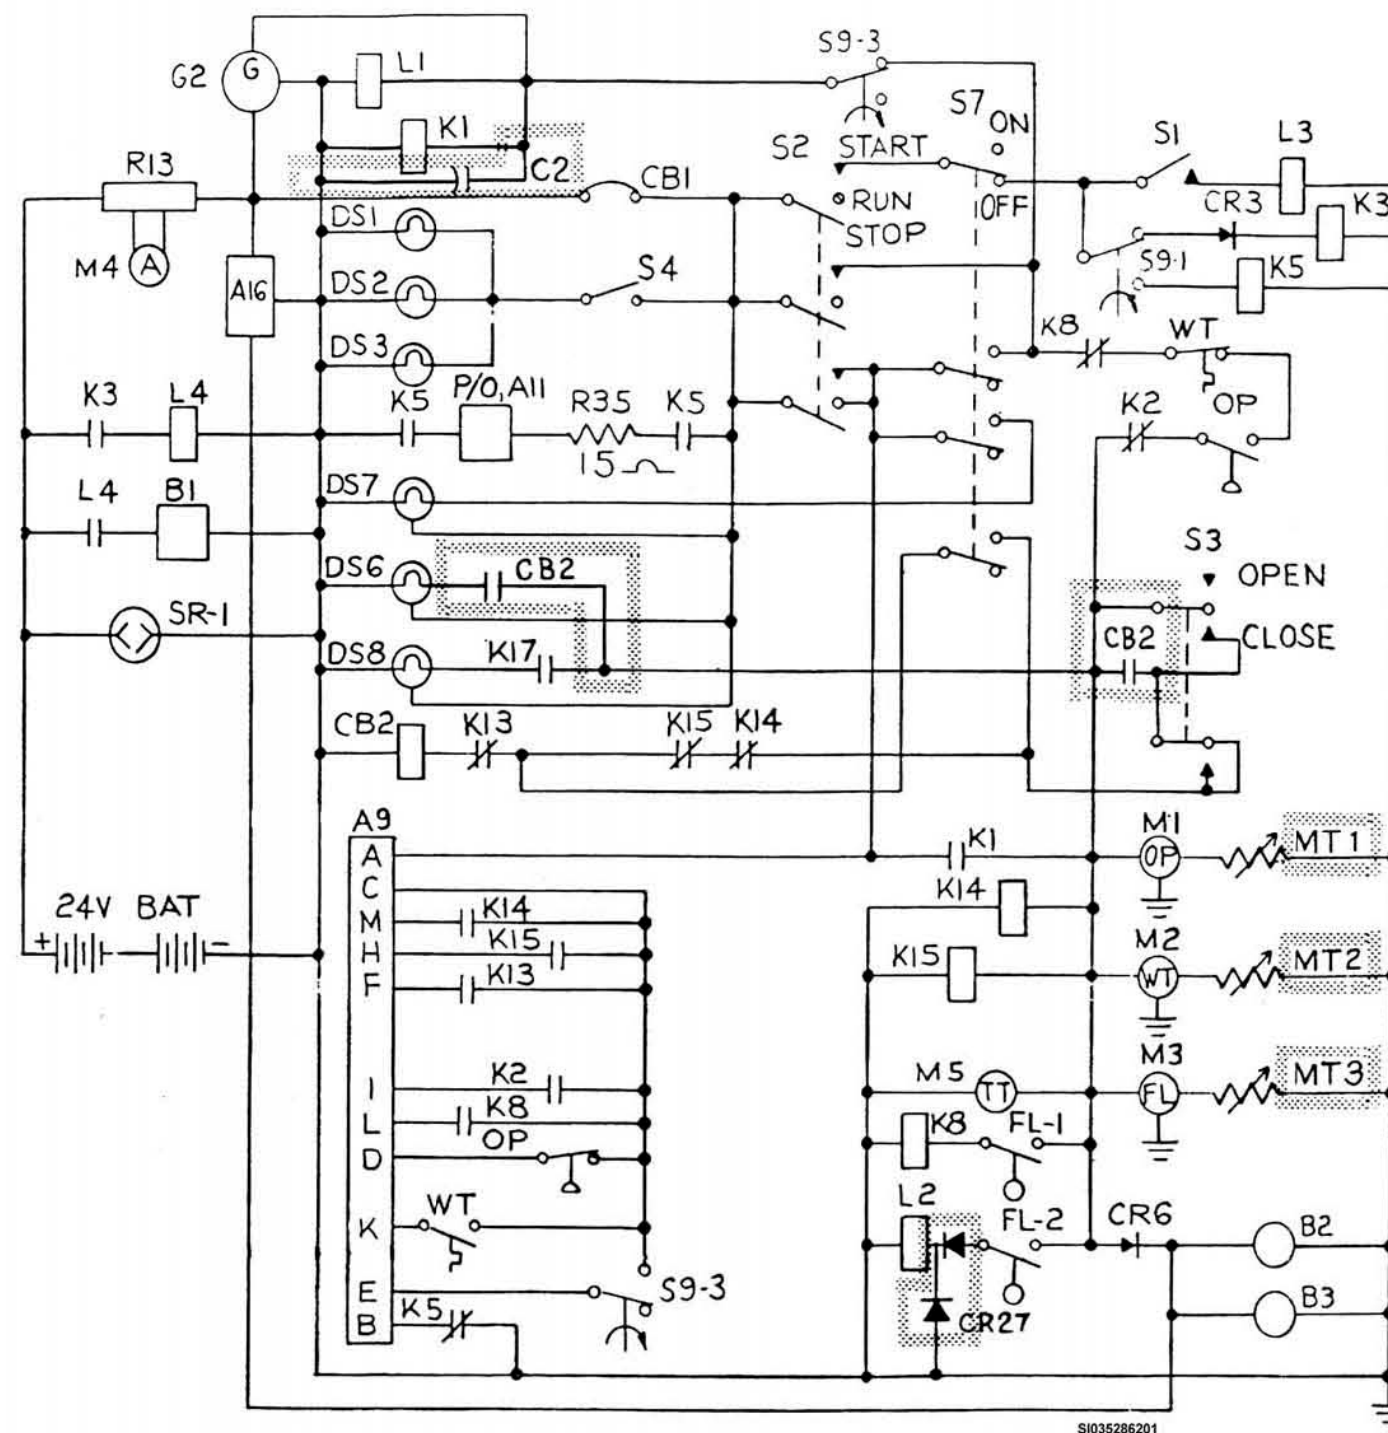 S9-3
G2
G
L1
S7
ON
K1
S2
START
S1
L3
R13
C2
CB1
RUN
OFF
CR3
K3
DS1
STOP
M4
A
S9-1
K5
A16
DS2
S4
K8
WT
DS3
K3
L4
K5
P/O, A11
R35
K5
K2
OP
15
L4
B1
DS7
S3
DS6
CB2
OPEN
SR-1
CB2
CLOSE
DS8
K17
CB2
K13
K15
K14
A9
M1
A
K1
OP
MT1
C
K14
24V BAT
M
K14
+
-
H
K15
K15
M2
WT
MT2
F
K13
M5
TT
M3
FL
MT3
I
K2
L
K8
K8
FL-1
D
OP
L2
FL-2
CR6
K
WT
B2
E
S9-3
B3
B
K5
CR27
SI035286201